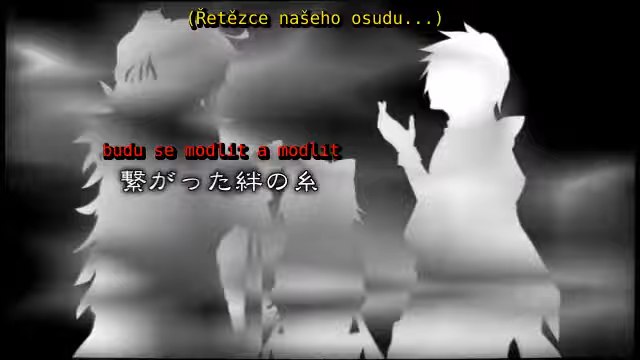 (Řetězce našeho osudu...)
budu se modlit a modlit
繋がった絆の糸